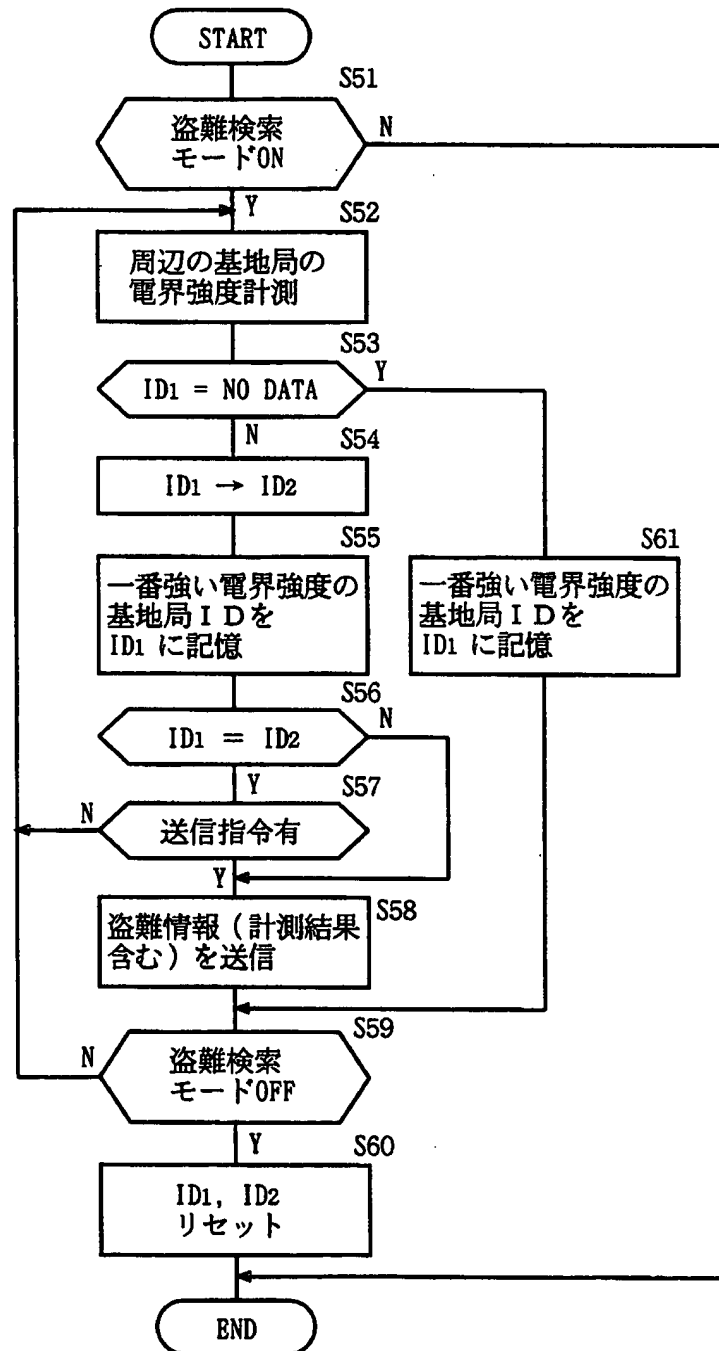 START
S51
盗難検索
モードON
N
Y
S52
周辺の基地局の
電界強度計測
S53
ID1 = NO DATA
Y
N
S54
ID1 → ID2
S55
一番強い電界強度の
基地局ＩＤを
ID1 に記憶
S61
一番強い電界強度の
基地局ＩＤを
ID1 に記憶
S56
ID1 = ID2
N
Y
S57
N
送信指令有
Y
S58
盗難情報（計測結果
含む）を送信
S59
N
盗難検索
モードOFF
Y
S60
ID1, ID2
リセット
END